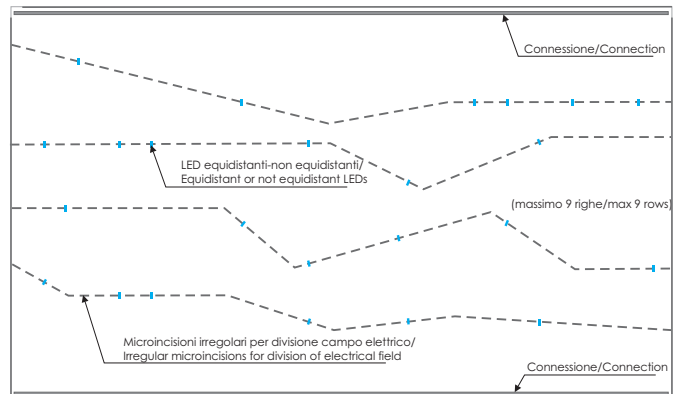 Connessione/Connection
LED equidistanti-non equidistanti/
Equidistant or not equidistant LEDs
(massimo 9 righe/max 9 rows)
Microincisioni irregolari per divisione campo elettrico/
Irregular microincisions for division of electrical field
Connessione/Connection